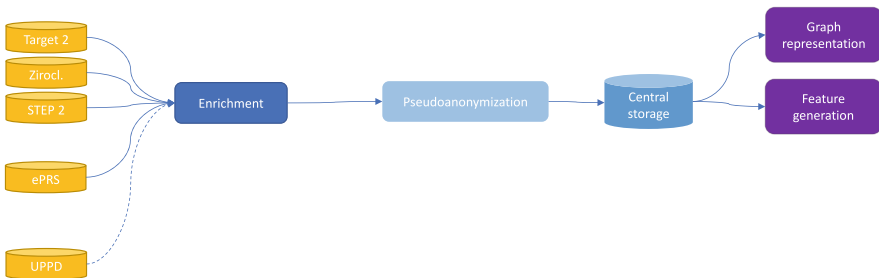 Target 2
Zirocl.
STEP 2
ePRS
UPPD
Enrichment
Pseudoanonymization
Central
storage
Graph
representation
Feature
generation